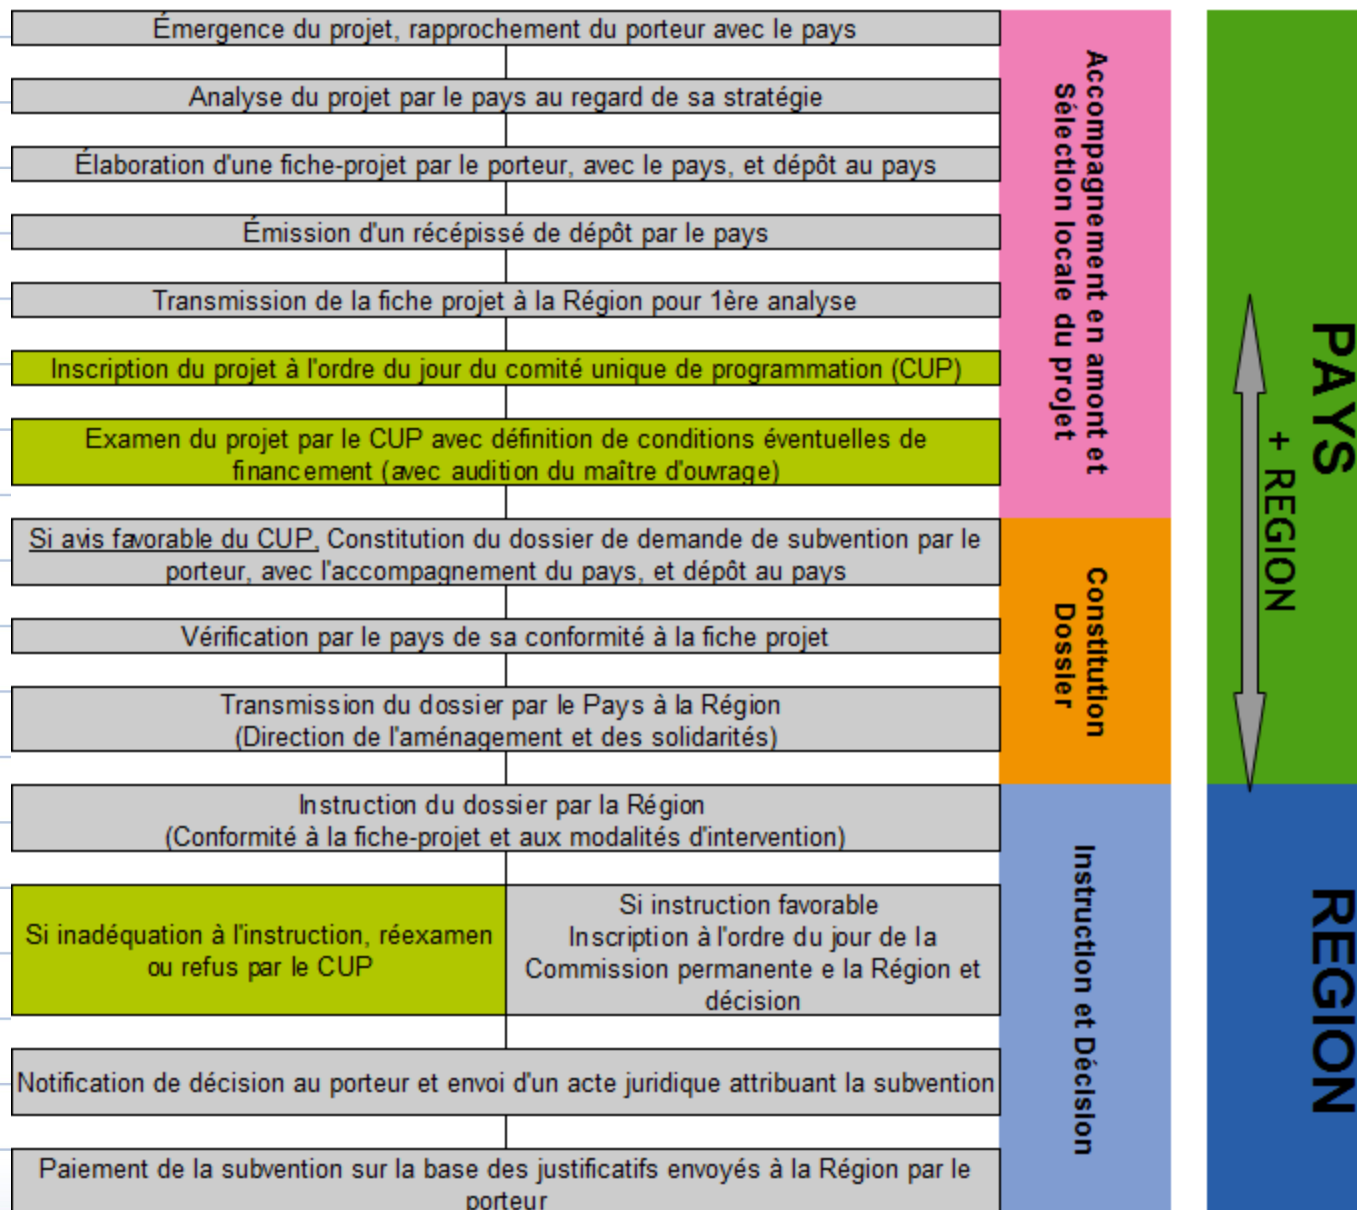 Émergence du projet, rapprochement du porteur avec le pays
Analyse du projet par le pays au regard de sa stratégie
Élaboration d'une fiche-projet par le porteur, avec le pays, et dépôt au pays
Émission d'un récépissé de dépôt par le pays
Transmission de la fiche projet à la Région pour 1ère analyse
Inscription du projet à l'ordre du jour du comité unique de programmation (CUP)
Examen du projet par le CUP avec définition de conditions éventuelles de
financement (avec audition du maître d'ouvrage)
Si avis favorable du CUP, Constitution du dossier de demande de subvention par le
porteur, avec l'accompagnement du pays, et dépôt au pays
Vérification par le pays de sa conformité à la fiche projet
Transmission du dossier par le Pays à la Région
(Direction de l'aménagement et des solidarités)
Instruction du dossier par la Région
(Conformité à la fiche-projet et aux modalités d'intervention)
Si inadéquation à l'instruction, réexamen
ou refus par le CUP
Si instruction favorable
Inscription à l'ordre du jour de la
Commission permanente e la Région et
décision
Notification de décision au porteur et envoi d'un acte juridique attribuant la subvention
Paiement de la subvention sur la base des justificatifs envoyés à la Région par le
porteur
Accompagnement en amont et
Sélection locale du projet
Constitution
Dossier
Instruction et Décision
PAYS
+ REGION
REGION